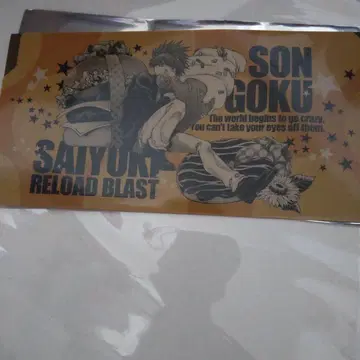 SON
GOKU
The world begins to go crazy.
You can't take your eyes off them.
SAIYUKI
RELOAD BLAST